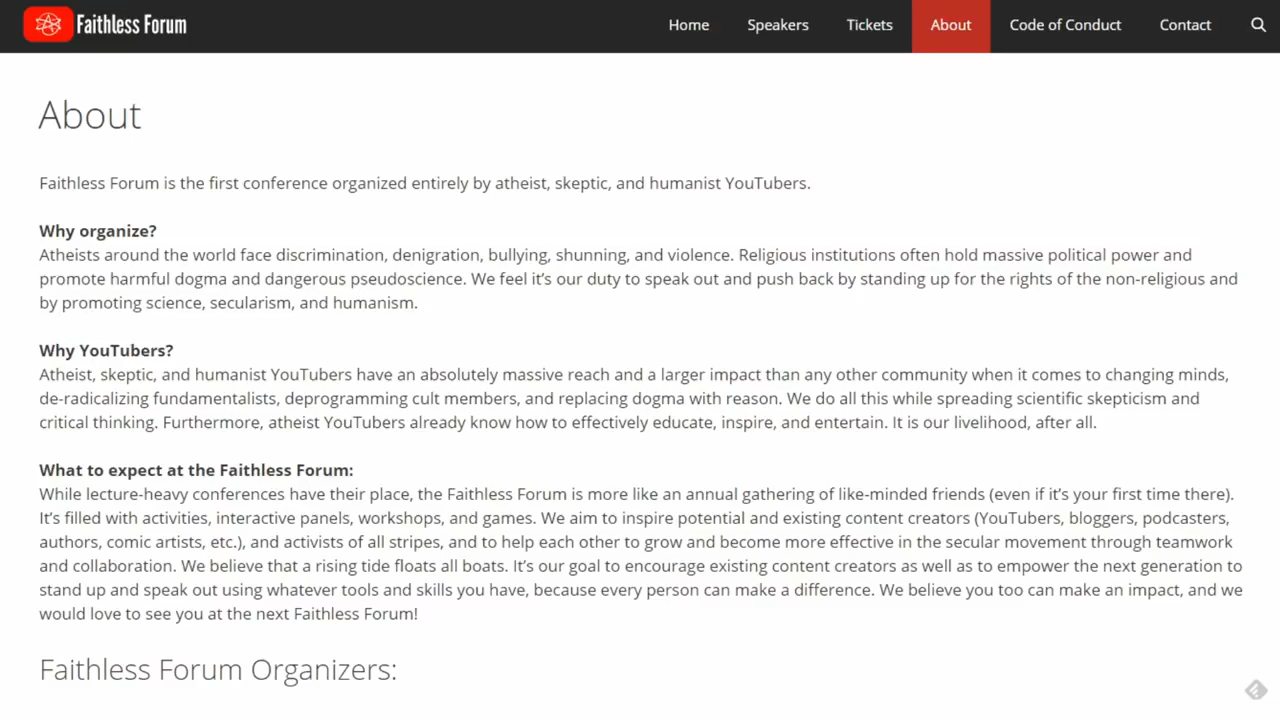 Faithless Forum
Home Speakers Tickets About Code of Conduct Contact
About
Faithless Forum is the first conference organized entirely by atheist, skeptic, and humanist YouTubers.
Why organize?
Atheists around the world face discrimination, denigration, bullying, shunning, and violence. Religious institutions often hold massive political power and
promote harmful dogma and dangerous pseudoscience. We feel it’s our duty to speak out and push back by standing up for the rights of the non-religious and
by promoting science, secularism, and humanism.
Why YouTubers?
Atheist, skeptic, and humanist YouTubers have an absolutely massive reach and a larger impact than any other community when it comes to changing minds,
de-radicalizing fundamentalists, deprogramming cult members, and replacing dogma with reason. We do all this while spreading scientific skepticism and
critical thinking. Furthermore, atheist YouTubers already know how to effectively educate, inspire, and entertain. It is our livelihood, after all.
What to expect at the Faithless Forum:
While lecture-heavy conferences have their place, the Faithless Forum is more like an annual gathering of like-minded friends (even if it’s your first time there).
It’s filled with activities, interactive panels, workshops, and games. We aim to inspire potential and existing content creators (YouTubers, bloggers, podcasters,
authors, comic artists, etc.), and activists of all stripes, and to help each other to grow and become more effective in the secular movement through teamwork
and collaboration. We believe that a rising tide floats all boats. It’s our goal to encourage existing content creators as well as to empower the next generation to
stand up and speak out using whatever tools and skills you have, because every person can make a difference. We believe you too can make an impact, and we
would love to see you at the next Faithless Forum!
Faithless Forum Organizers: